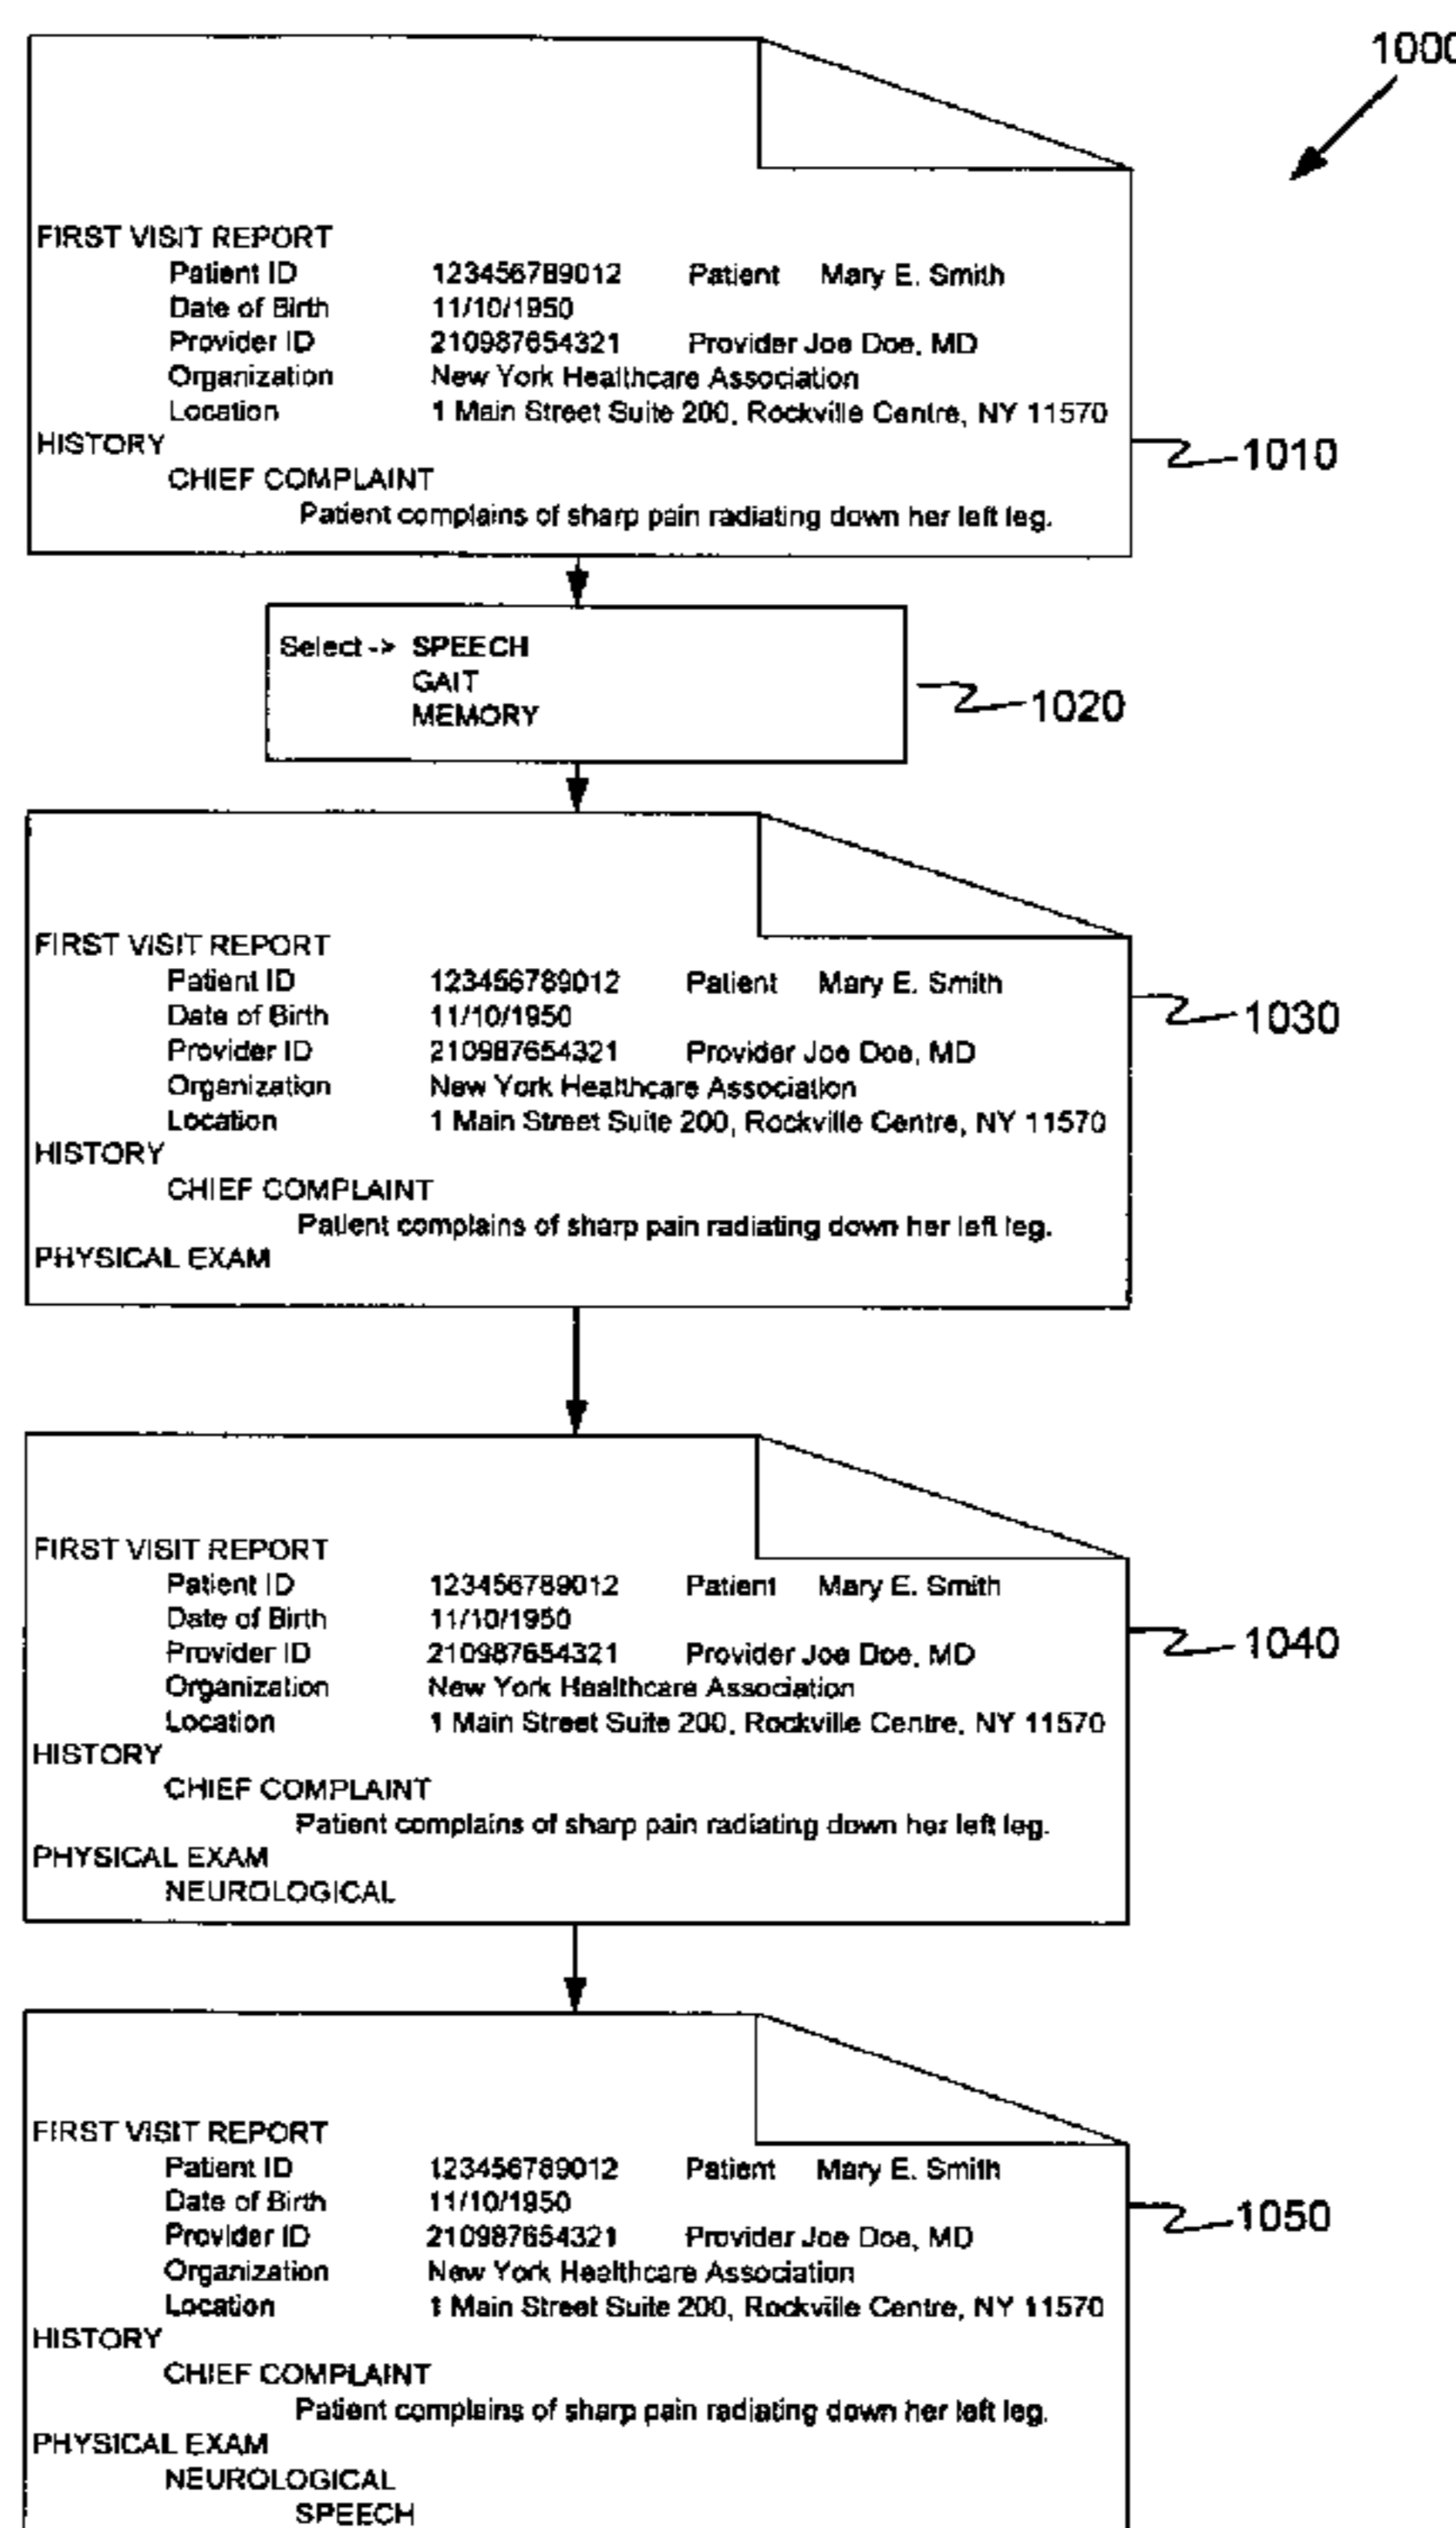 1000
FIRST VISIT REPORT
Patient ID 123456789012 Patient Mary E. Smith
Date of Birth 11/10/1950
Provider ID 210987654321 Provider Joe Doe, MD
Organization New York Healthcare Association
Location 1 Main Street Suite 200, Rockville Centre, NY 11570
HISTORY
1010
CHIEF COMPLAINT
Patient complains of sharp pain radiating down her left leg.
Select -> SPEECH
GAIT
1020
MEMORY
FIRST VISIT REPORT
Patient ID 123456789012 Patient Mary E. Smith
1030
Date of Birth 11/10/1950
Provider ID 210987654321 Provider Joe Doe, MD
Organization New York Healthcare Association
Location 1 Main Street Suite 200, Rockville Centre, NY 11570
HISTORY
CHIEF COMPLAINT
Patient complains of sharp pain radiating down her left leg.
PHYSICAL EXAM
FIRST VISIT REPORT
Patient ID 123456789012 Patient Mary E. Smith
Date of Birth 11/10/1950
1040
Provider ID 210987654321 Provider Joe Doe, MD
Organization New York Healthcare Association
Location 1 Main Street Suite 200, Rockville Centre, NY 11570
HISTORY
CHIEF COMPLAINT
Patient complains of sharp pain radiating down her left leg.
PHYSICAL EXAM
NEUROLOGICAL
FIRST VISIT REPORT
Patient ID 123456789012 Patient Mary E. Smith
Date of Birth 11/10/1950
1050
Provider ID 210987654321 Provider Joe Doe, MD
Organization New York Healthcare Association
Location 1 Main Street Suite 200, Rockville Centre, NY 11570
HISTORY
CHIEF COMPLAINT
Patient complains of sharp pain radiating down her left leg.
PHYSICAL EXAM
NEUROLOGICAL
SPEECH